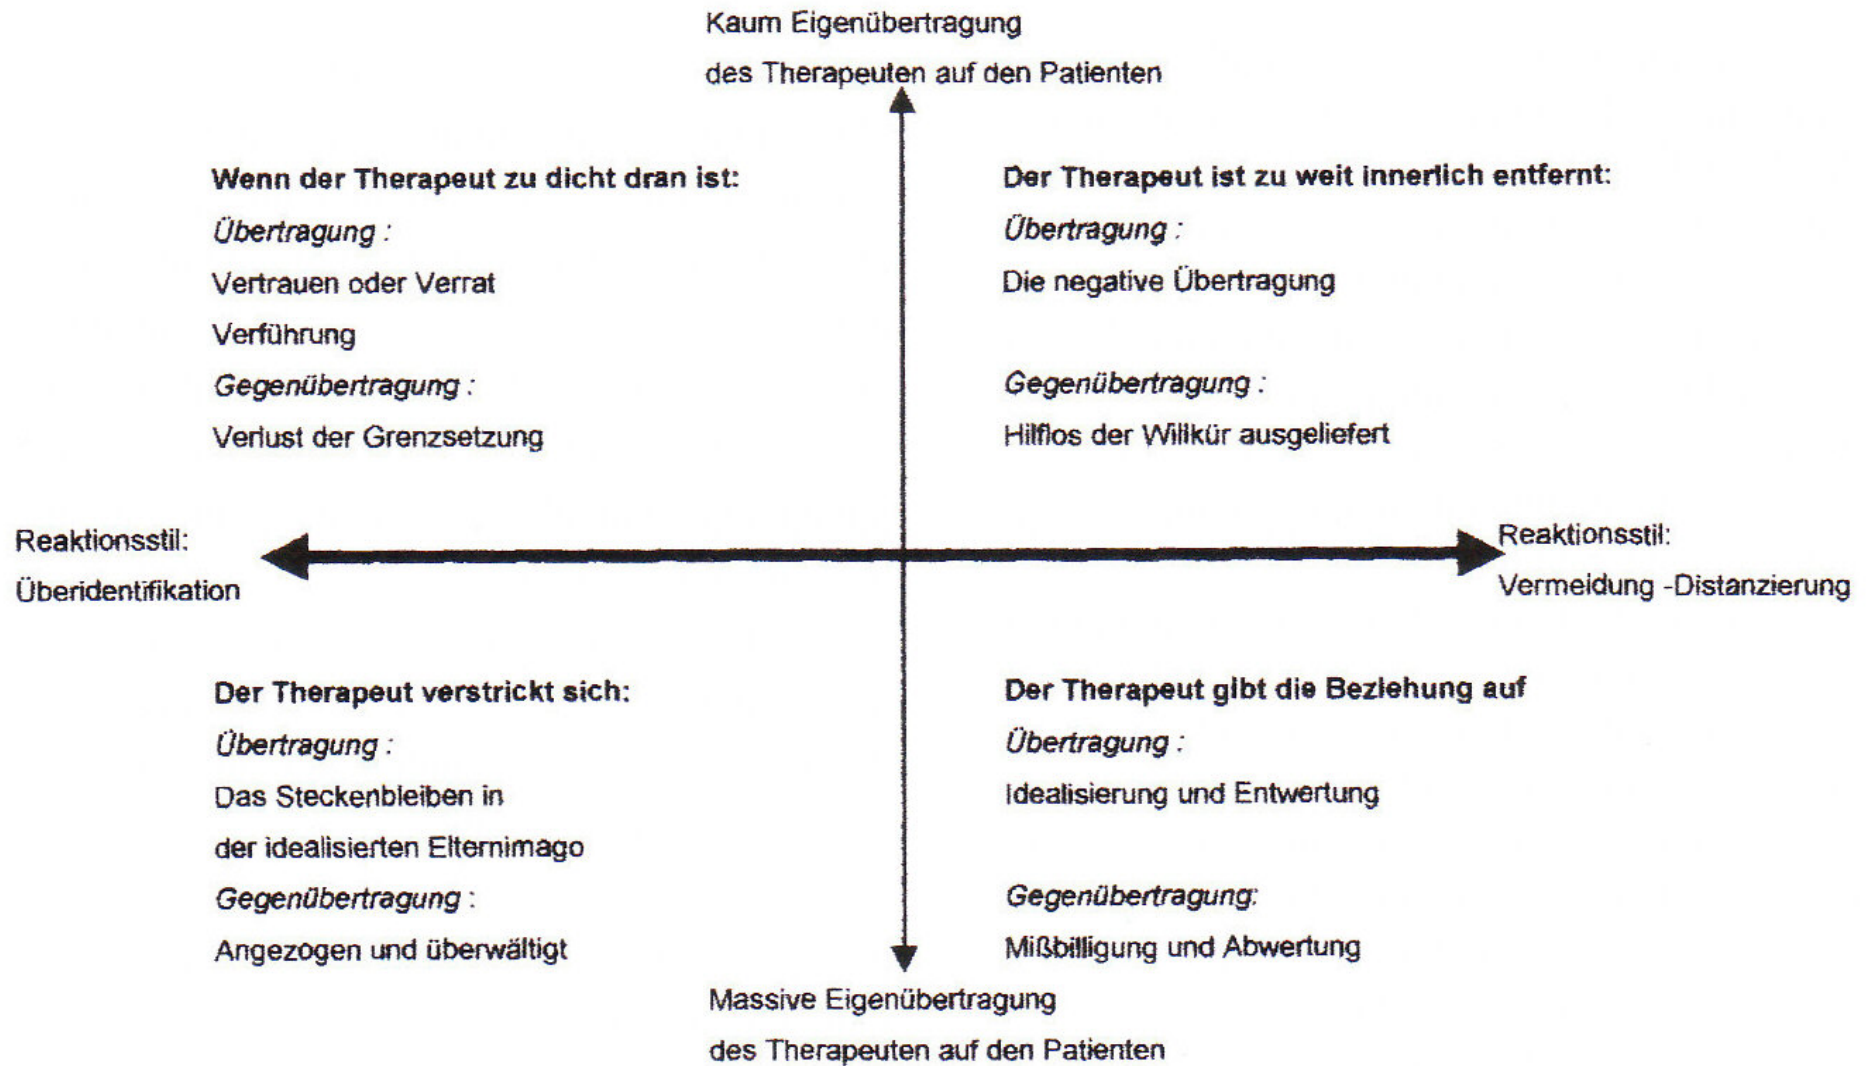 Kaum Eigenübertragung
des Therapeuten auf den Patienten
Wenn der Therapeut zu dicht dran ist:
Übertragung :
Vertrauen oder Verrat
Verführung
Gegenübertragung :
Verlust der Grenzsetzung
Der Therapeut ist zu weit innerlich entfernt:
Übertragung :
Die negative Übertragung
Gegenübertragung :
Hilflos der Willkür ausgeliefert
Reaktionsstil:
Überidentifikation
Reaktionsstil:
Vermeidung -Distanzierung
Der Therapeut verstrickt sich:
Übertragung :
Das Steckenbleiben in
der idealisierten Elternimago
Gegenübertragung :
Angezogen und überwältigt
Der Therapeut gibt die Beziehung auf
Übertragung :
Idealisierung und Entwertung
Gegenübertragung:
Mißbilligung und Abwertung
Massive Eigenübertragung
des Therapeuten auf den Patienten